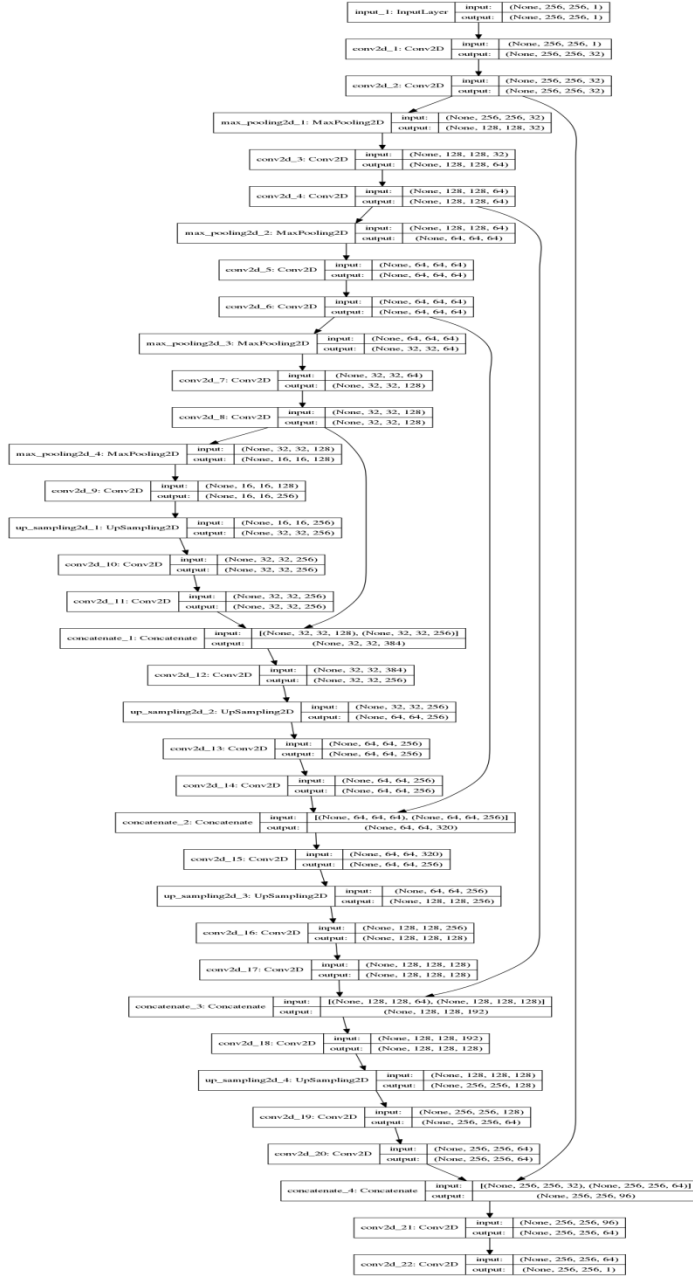 input_1: InputLayer input: (None, 256, 256, 1)
output: (None, 256, 256, 1)
conv2d_1: Conv2D input: (None, 256, 256, 1)
output: (None, 256, 256, 32)
conv2d_2: Conv2D input: (None, 256, 256, 32)
output: (None, 256, 256, 32)
max_pooling2d_1: MaxPooling2D input: (None, 256, 256, 32)
output: (None, 128, 128, 32)
conv2d_3: Conv2D input: (None, 128, 128, 32)
output: (None, 128, 128, 64)
conv2d_4: Conv2D input: (None, 128, 128, 64)
output: (None, 128, 128, 64)
max_pooling2d_2: MaxPooling2D input: (None, 128, 128, 64)
output: (None, 64, 64, 64)
conv2d_5: Conv2D input: (None, 64, 64, 64)
output: (None, 64, 64, 64)
conv2d_6: Conv2D input: (None, 64, 64, 64)
output: (None, 64, 64, 64)
max_pooling2d_3: MaxPooling2D input: (None, 64, 64, 64)
output: (None, 32, 32, 64)
conv2d_7: Conv2D input: (None, 32, 32, 64)
output: (None, 32, 32, 128)
conv2d_8: Conv2D input: (None, 32, 32, 128)
output: (None, 32, 32, 128)
max_pooling2d_4: MaxPooling2D input: (None, 32, 32, 128)
output: (None, 16, 16, 128)
conv2d_9: Conv2D input: (None, 16, 16, 128)
output: (None, 16, 16, 256)
up_sampling2d_1: UpSampling2D input: (None, 16, 16, 256)
output: (None, 32, 32, 256)
conv2d_10: Conv2D input: (None, 32, 32, 256)
output: (None, 32, 32, 256)
conv2d_11: Conv2D input: (None, 32, 32, 256)
output: (None, 32, 32, 256)
concatenate_1: Concatenate input: [(None, 32, 32, 128), (None, 32, 32, 256)]
output: (None, 32, 32, 384)
conv2d_12: Conv2D input: (None, 32, 32, 384)
output: (None, 32, 32, 256)
up_sampling2d_2: UpSampling2D input: (None, 32, 32, 256)
output: (None, 64, 64, 256)
conv2d_13: Conv2D input: (None, 64, 64, 256)
output: (None, 64, 64, 256)
conv2d_14: Conv2D input: (None, 64, 64, 256)
output: (None, 64, 64, 256)
concatenate_2: Concatenate input: [(None, 64, 64, 64), (None, 64, 64, 256)]
output: (None, 64, 64, 320)
conv2d_15: Conv2D input: (None, 64, 64, 320)
output: (None, 64, 64, 256)
up_sampling2d_3: UpSampling2D input: (None, 64, 64, 256)
output: (None, 128, 128, 256)
conv2d_16: Conv2D input: (None, 128, 128, 256)
output: (None, 128, 128, 128)
conv2d_17: Conv2D input: (None, 128, 128, 128)
output: (None, 128, 128, 128)
concatenate_3: Concatenate input: [(None, 128, 128, 64), (None, 128, 128, 128)]
output: (None, 128, 128, 192)
conv2d_18: Conv2D input: (None, 128, 128, 192)
output: (None, 128, 128, 128)
up_sampling2d_4: UpSampling2D input: (None, 128, 128, 128)
output: (None, 256, 256, 128)
conv2d_19: Conv2D input: (None, 256, 256, 128)
output: (None, 256, 256, 64)
conv2d_20: Conv2D input: (None, 256, 256, 64)
output: (None, 256, 256, 64)
concatenate_4: Concatenate input: [(None, 256, 256, 32), (None, 256, 256, 64)]
output: (None, 256, 256, 96)
conv2d_21: Conv2D input: (None, 256, 256, 96)
output: (None, 256, 256, 64)
conv2d_22: Conv2D input: (None, 256, 256, 64)
output: (None, 256, 256, 1)